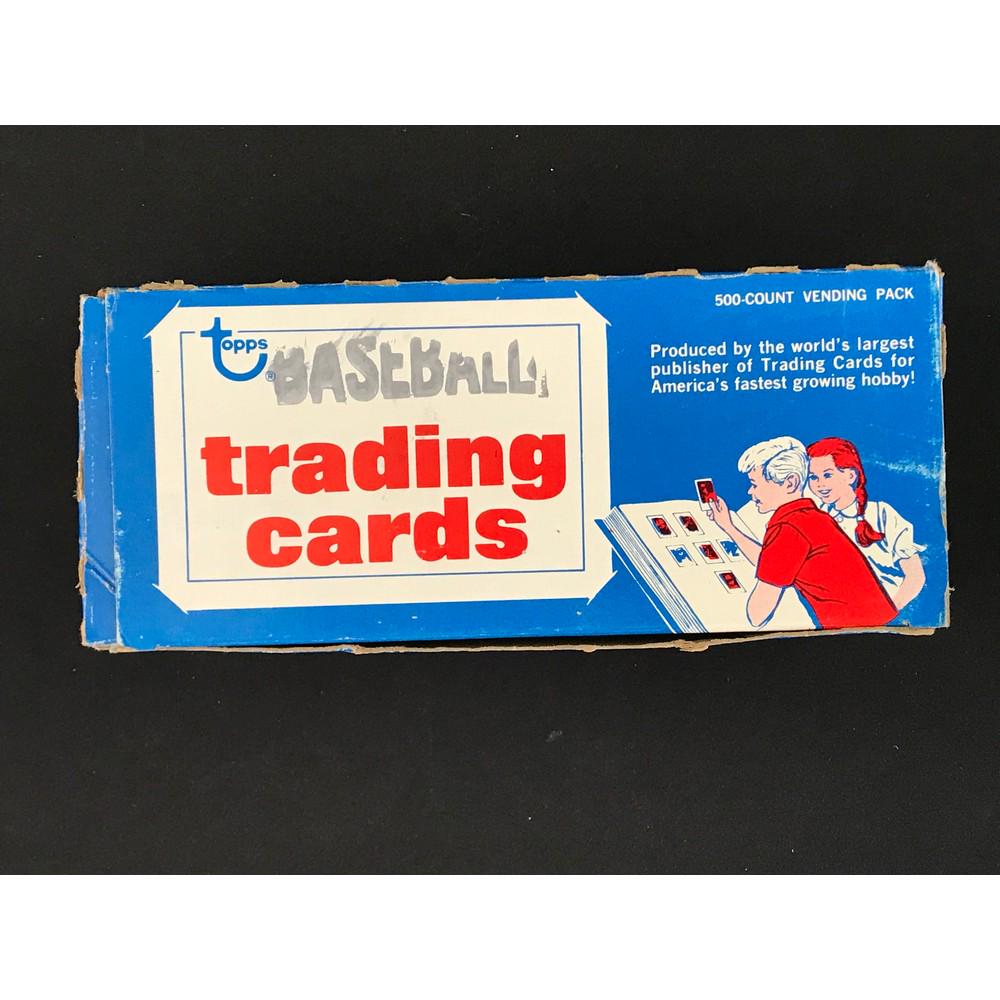 500-COUNT VENDING PACK
topps ®
BASEBALL
trading
cards
Produced by the world's largest
publisher of Trading Cards for
America's fastest growing hobby!